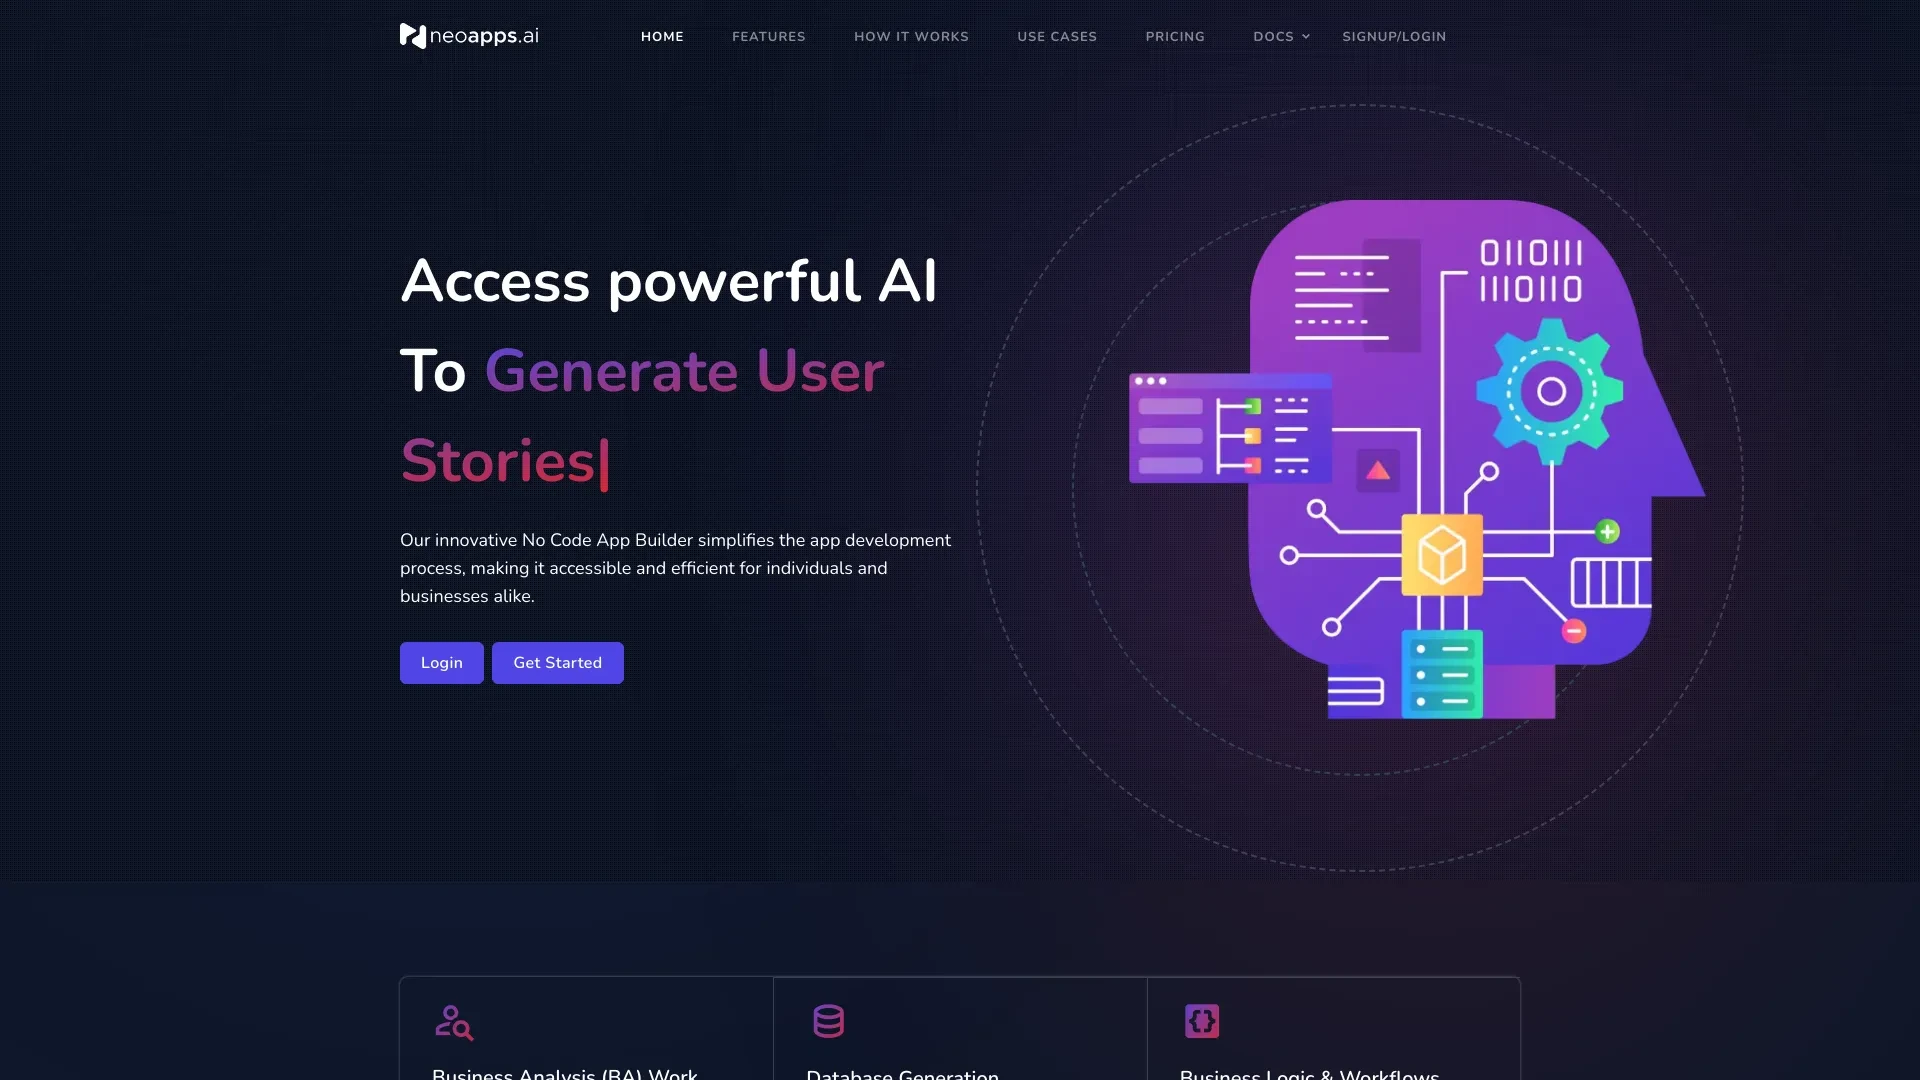 neoapps.ai
HOME
FEATURES
HOW IT WORKS
USE CASES
PRICING
DOCS
SIGNUP/LOGIN
Access powerful AI
To Generate User
Stories|
Our innovative No Code App Builder simplifies the app development
process, making it accessible and efficient for individuals and
businesses alike.
Login
Get Started
0110111
1110110
Business Analysis (BA) Work
Database Generation
Business Logic & Workflows